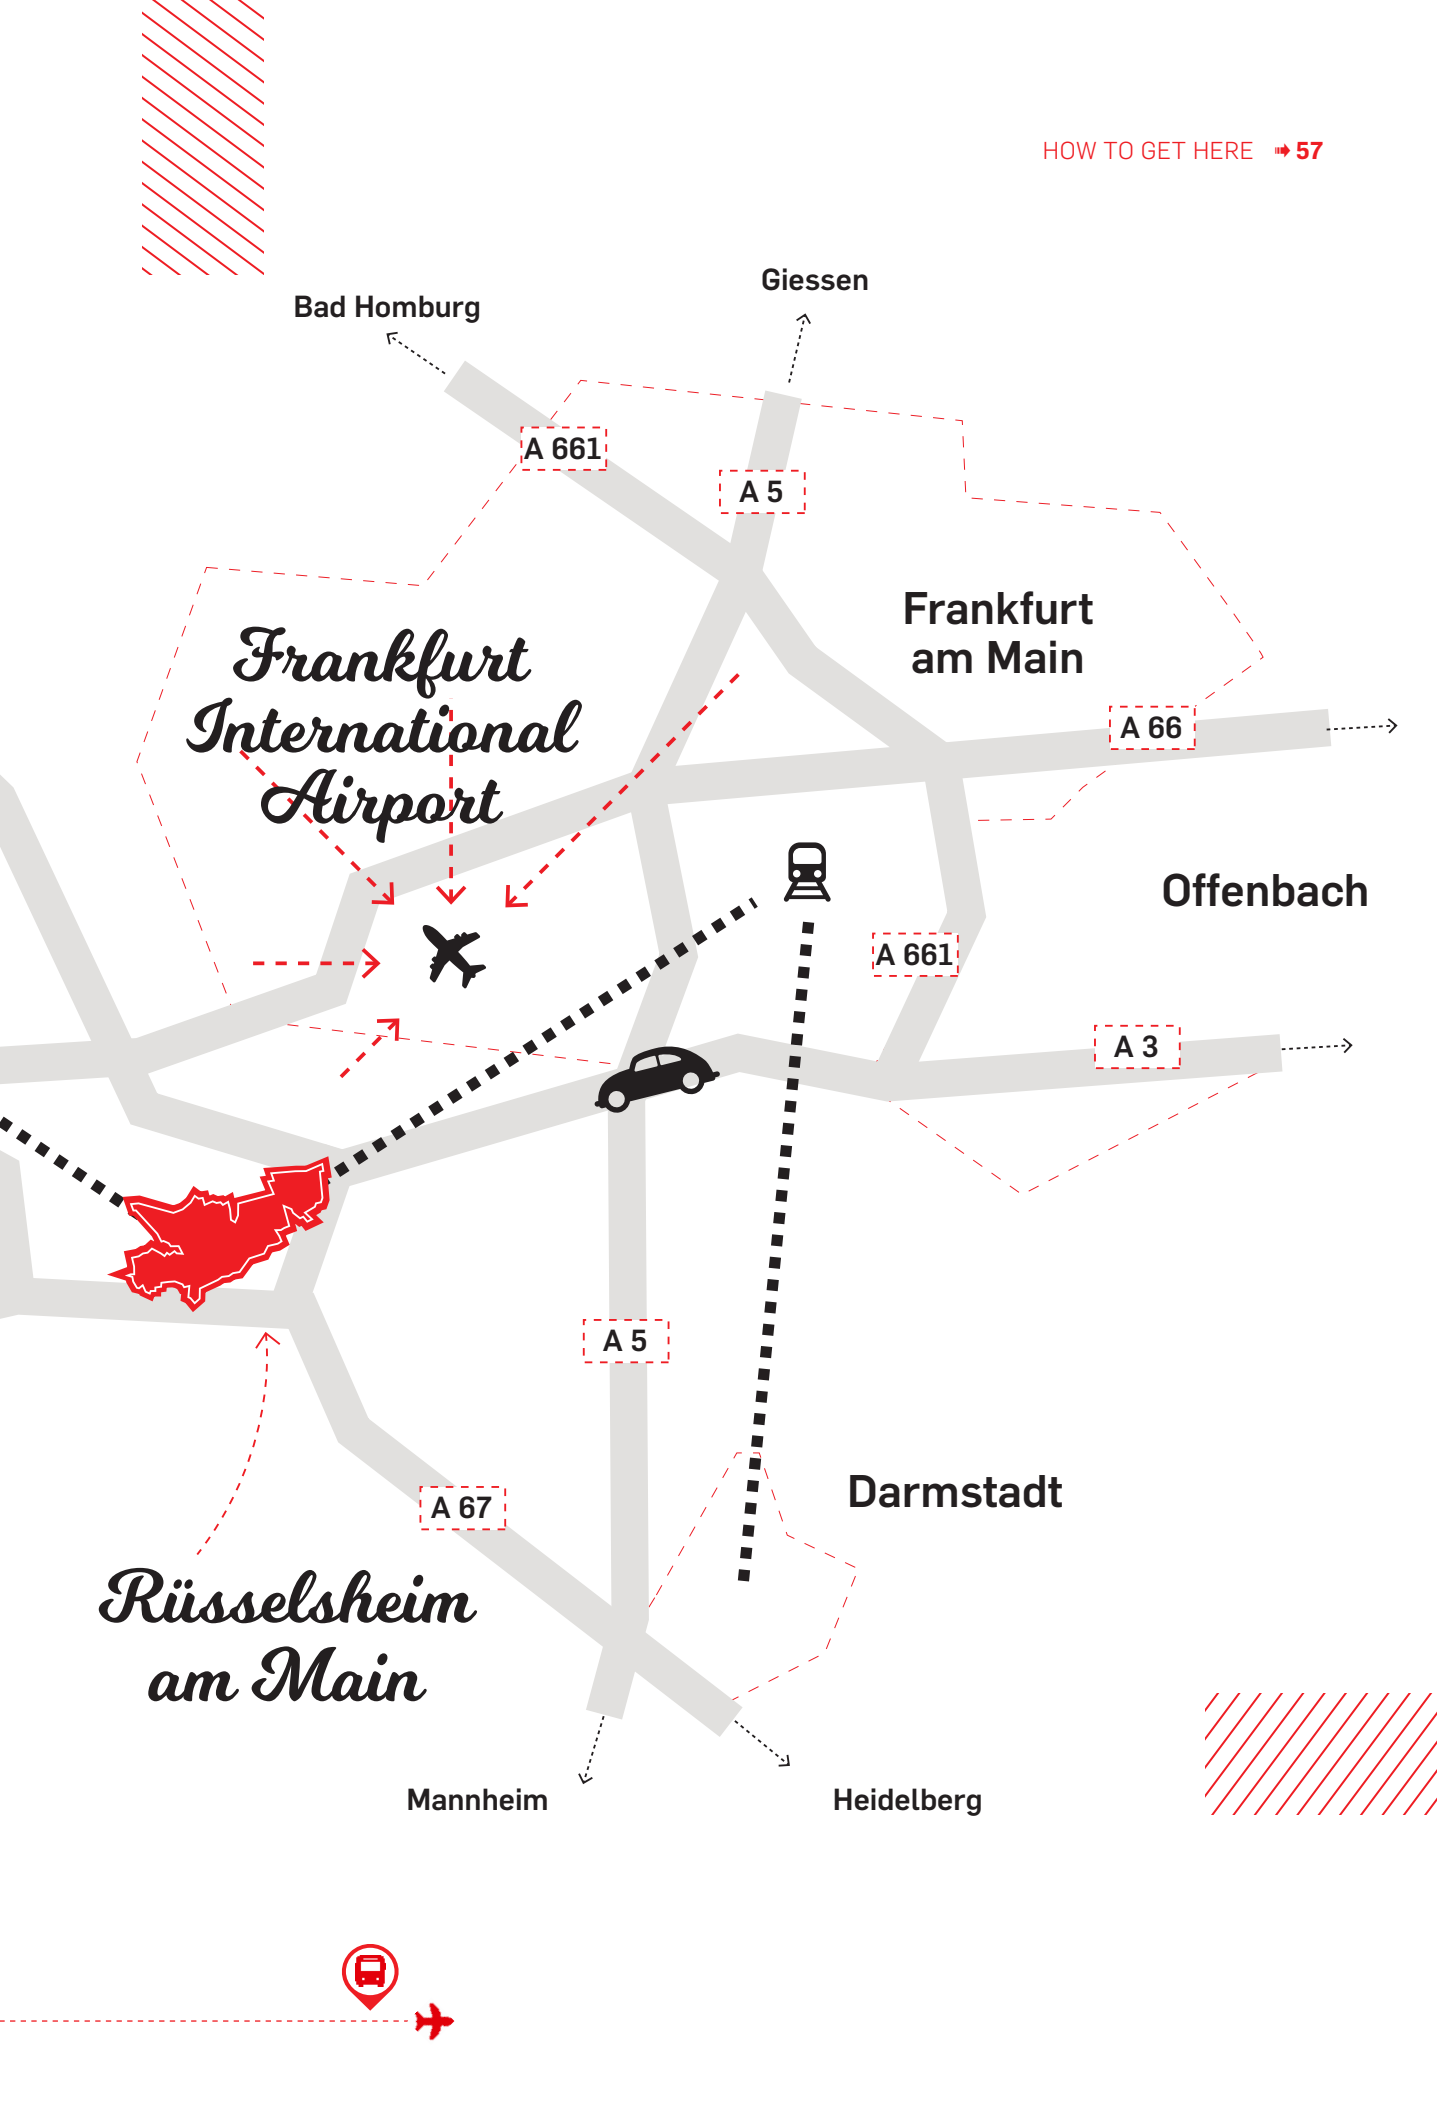 HOW TO GET HERE 57
Giessen
Bad Homburg
A 661
A 5
Frankfurt
am Main
Frankfurt
International
Airport
A 66
Offenbach
A 661
A 3
A 5
Darmstadt
A 67
Rüsselsheim
am Main
Mannheim
Heidelberg